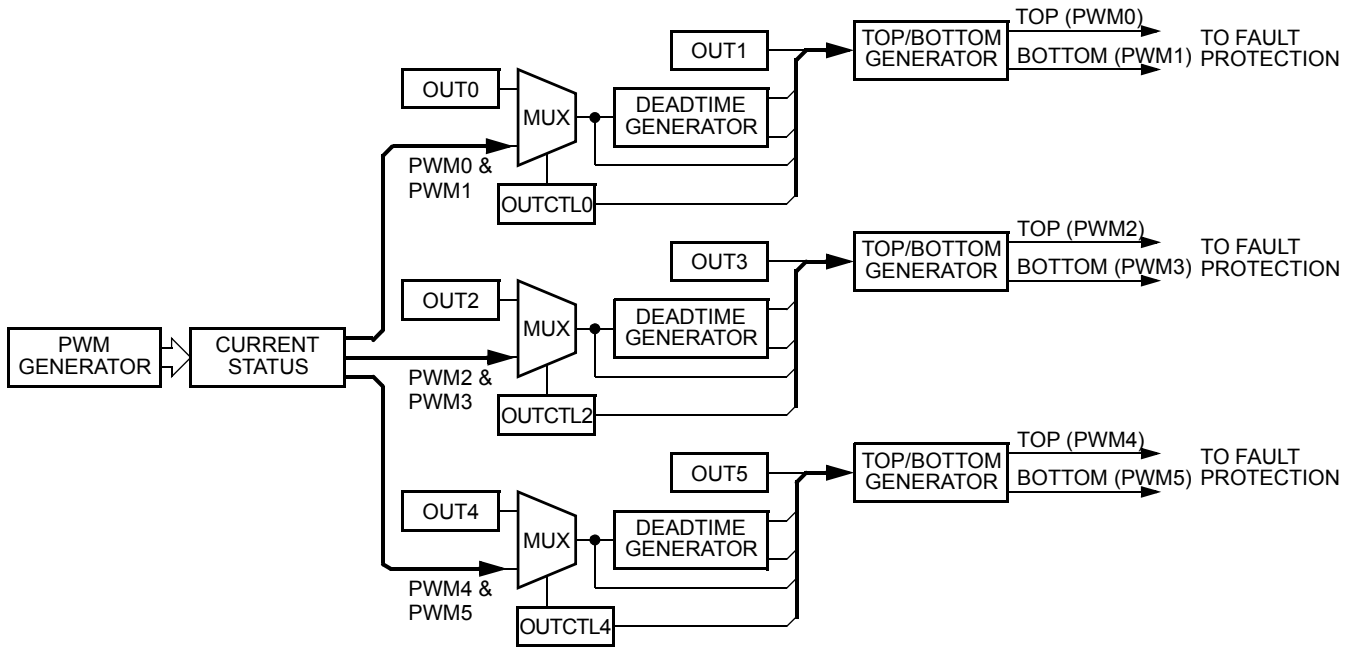 TOP (PWM0)
OUT1
TOP/BOTTOM
GENERATOR
BOTTOM (PWM1)
TO FAULT
PROTECTION
OUT0
MUX
DEADTIME
GENERATOR
PWM0 &
PWM1
OUTCTL0
TOP (PWM2)
OUT3
TOP/BOTTOM
GENERATOR
BOTTOM (PWM3)
TO FAULT
PROTECTION
OUT2
MUX
DEADTIME
GENERATOR
PWM
GENERATOR
CURRENT
STATUS
PWM2 &
PWM3
OUTCTL2
TOP (PWM4)
OUT5
TOP/BOTTOM
GENERATOR
BOTTOM (PWM5)
TO FAULT
PROTECTION
OUT4
MUX
DEADTIME
GENERATOR
PWM4 &
PWM5
OUTCTL4